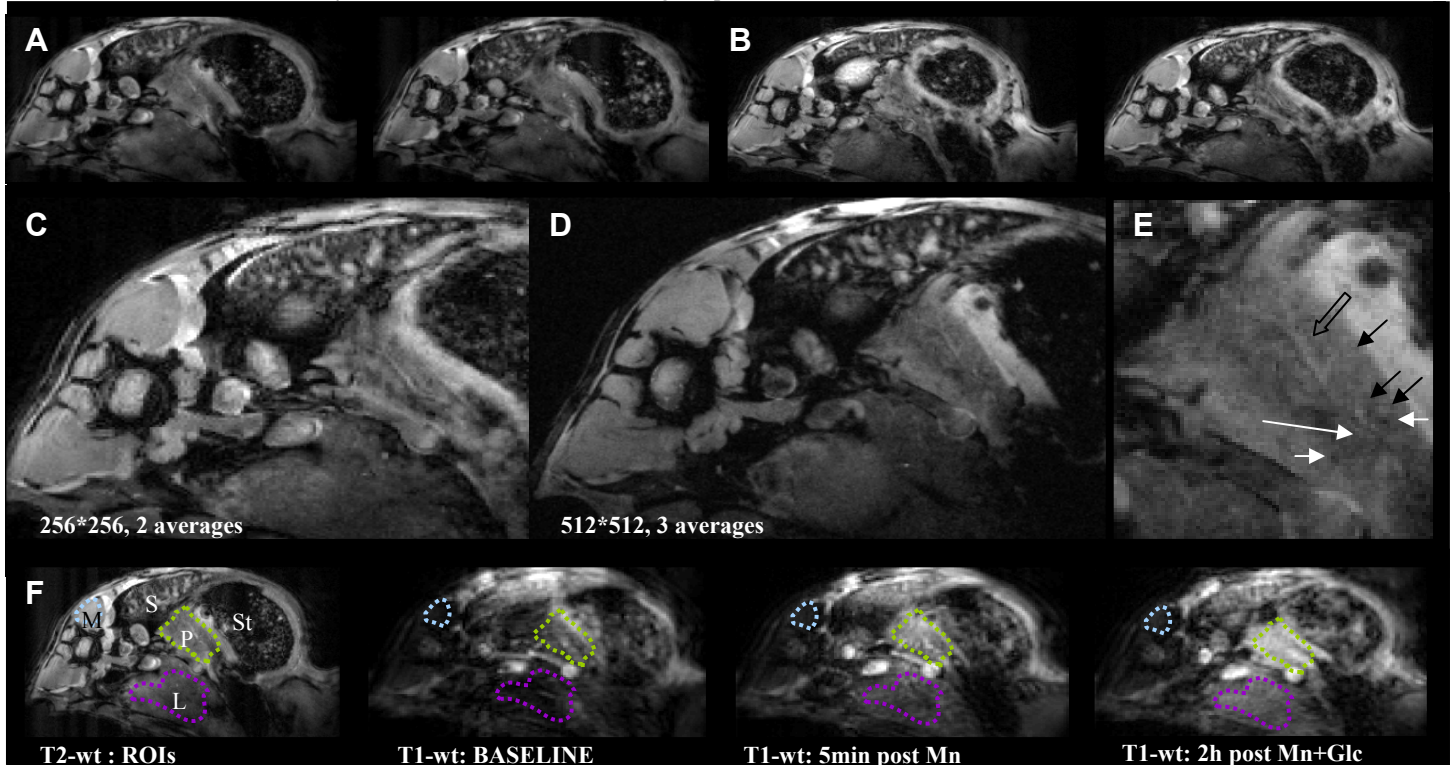 A
B
C
D
E
256*256, 2 averages
512*512, 3 averages
F
M
S
P
St
L
T2-wt : ROIs
T1-wt: BASELINE
T1-wt: 5min post Mn
T1-wt: 2h post Mn+Glc